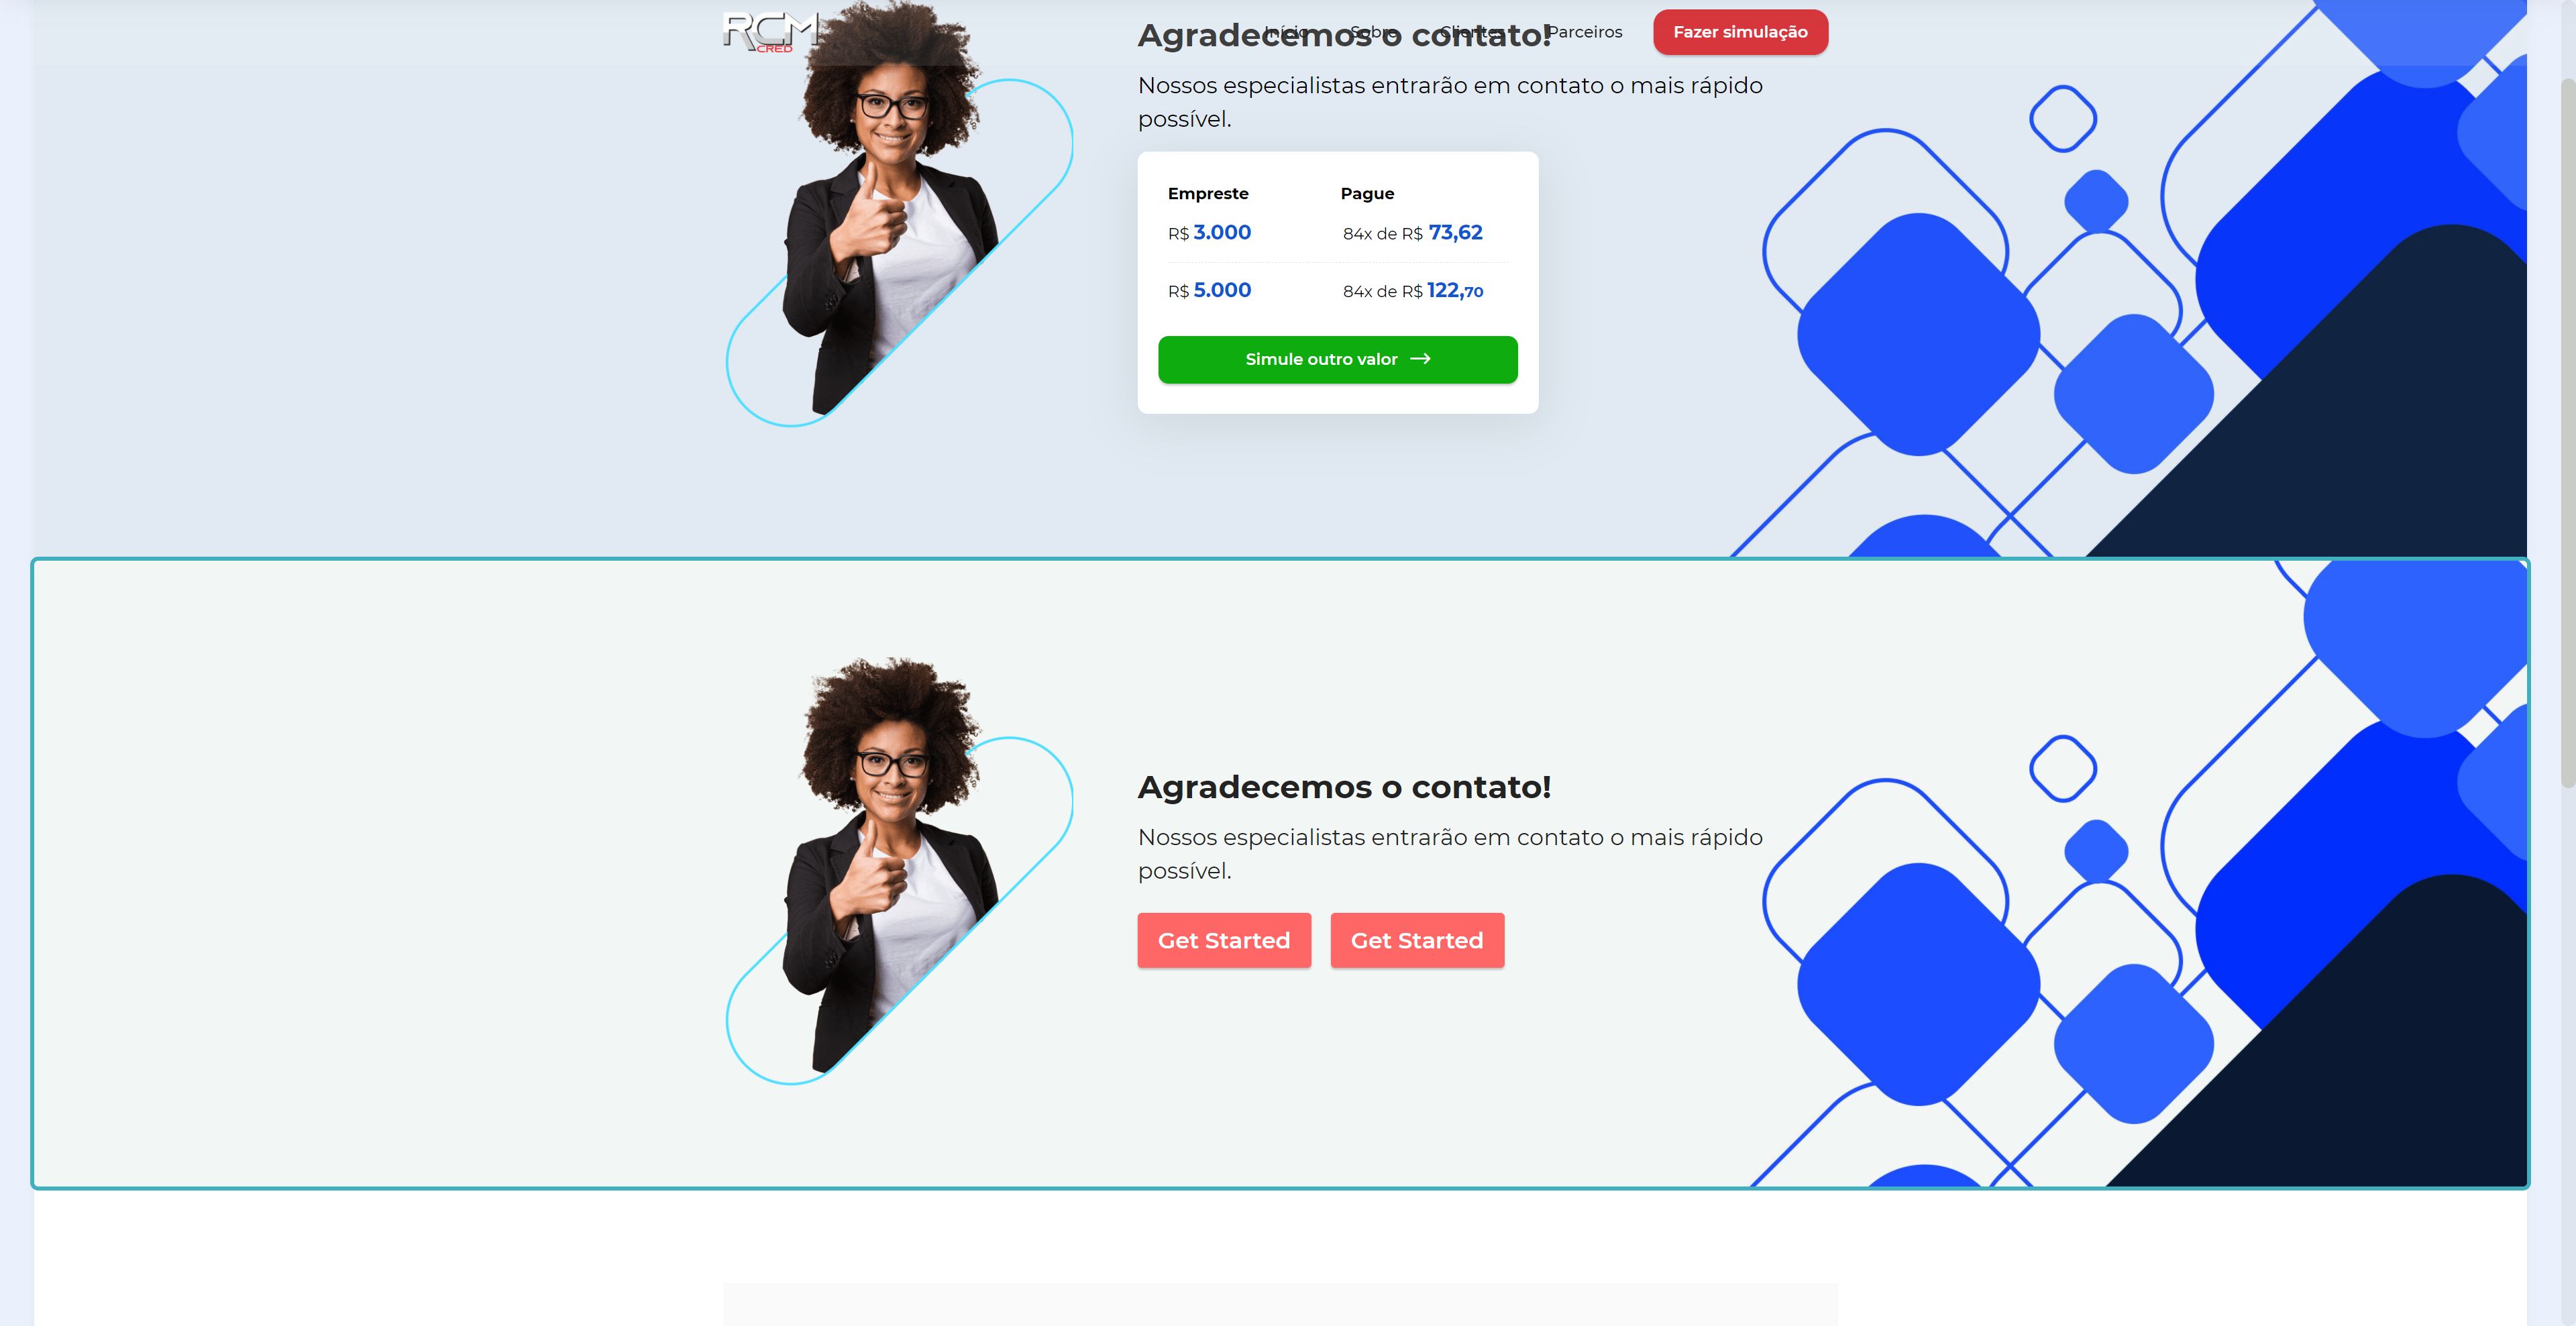 RCM
CRED
Início
Sobre
Clientes
Parceiros
Fazer simulação
Agradecemos o contato!
Nossos especialistas entrarão em contato o mais rápido
possível.
Empreste Pague
R$ 3.000 84x de R$ 73,62
R$ 5.000 84x de R$ 122,70
Simule outro valor →
Agradecemos o contato!
Nossos especialistas entrarão em contato o mais rápido
possível.
Get Started Get Started